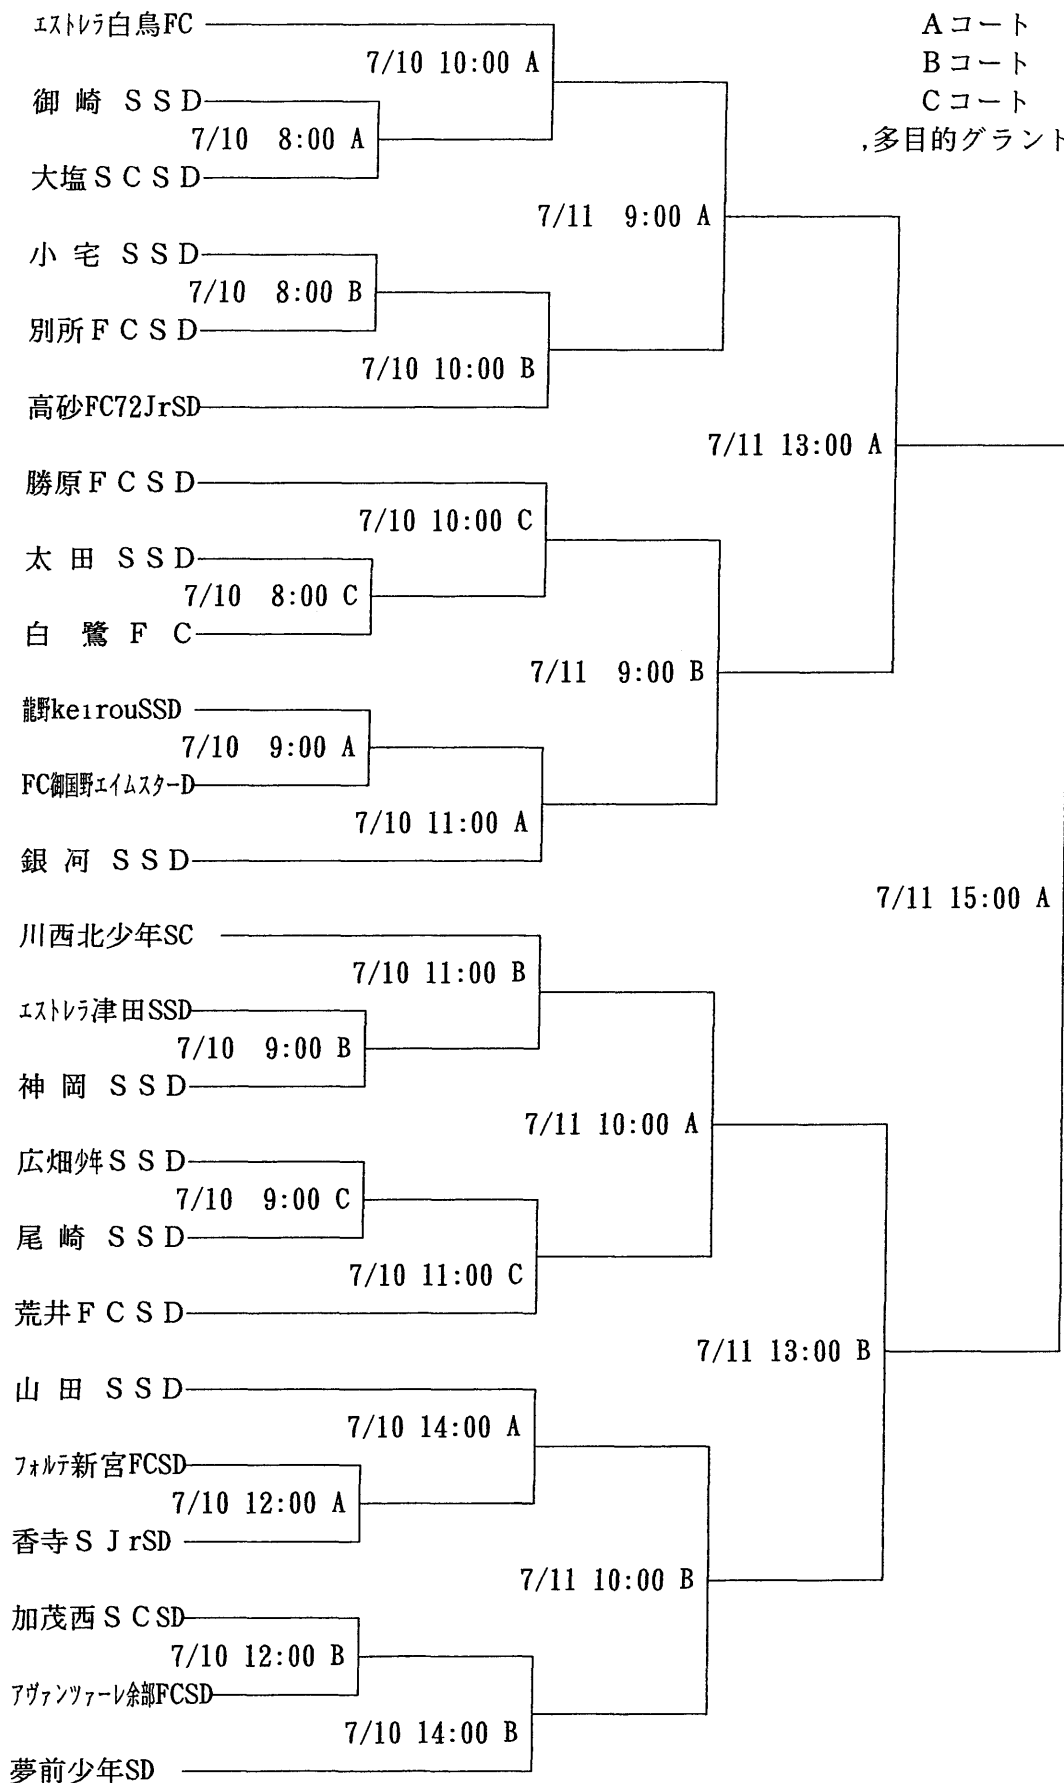 エストレラ白鳥FC
Aコート
7/10 10:00 A
Bコート
御崎 SSD
Cコート
7/10 8:00 A
,多目的グランド
大塩SCSD
7/11 9:00 A
小宅 SSD
7/10 8:00 B
別所FCSD
7/10 10:00 B
高砂FC72JrSD
7/11 13:00 A
勝原FCSD
7/10 10:00 C
太田 SSD
7/10 8:00 C
白鷺FC
7/11 9:00 B
龍野keirouSSD
7/10 9:00 A
FC御国野エイムスターD
7/10 11:00 A
銀河 SSD
7/11 15:00 A
川西北少年SC
7/10 11:00 B
エストレラ津田SSD
7/10 9:00 B
神岡 SSD
7/11 10:00 A
広畑少年SSD
7/10 9:00 C
尾崎 SSD
7/10 11:00 C
荒井FCSD
7/11 13:00 B
山田 SSD
7/10 14:00 A
フォルテ新宮FCSD
7/10 12:00 A
香寺SJrSD
7/11 10:00 B
加茂西SCSD
7/10 12:00 B
アヴァンツァーレ余部FCSD
7/10 14:00 B
夢前少年SD